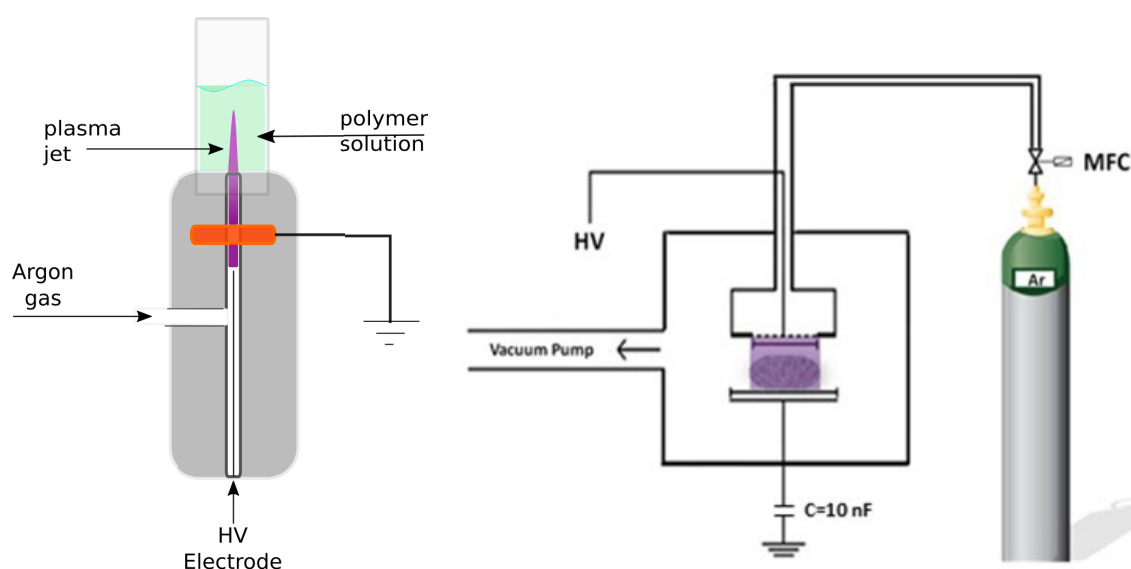 plasma
jet
polymer
solution
Argon
gas
HV
Electrode
HV
MFC
Ar
Vacuum Pump
C=10 nF